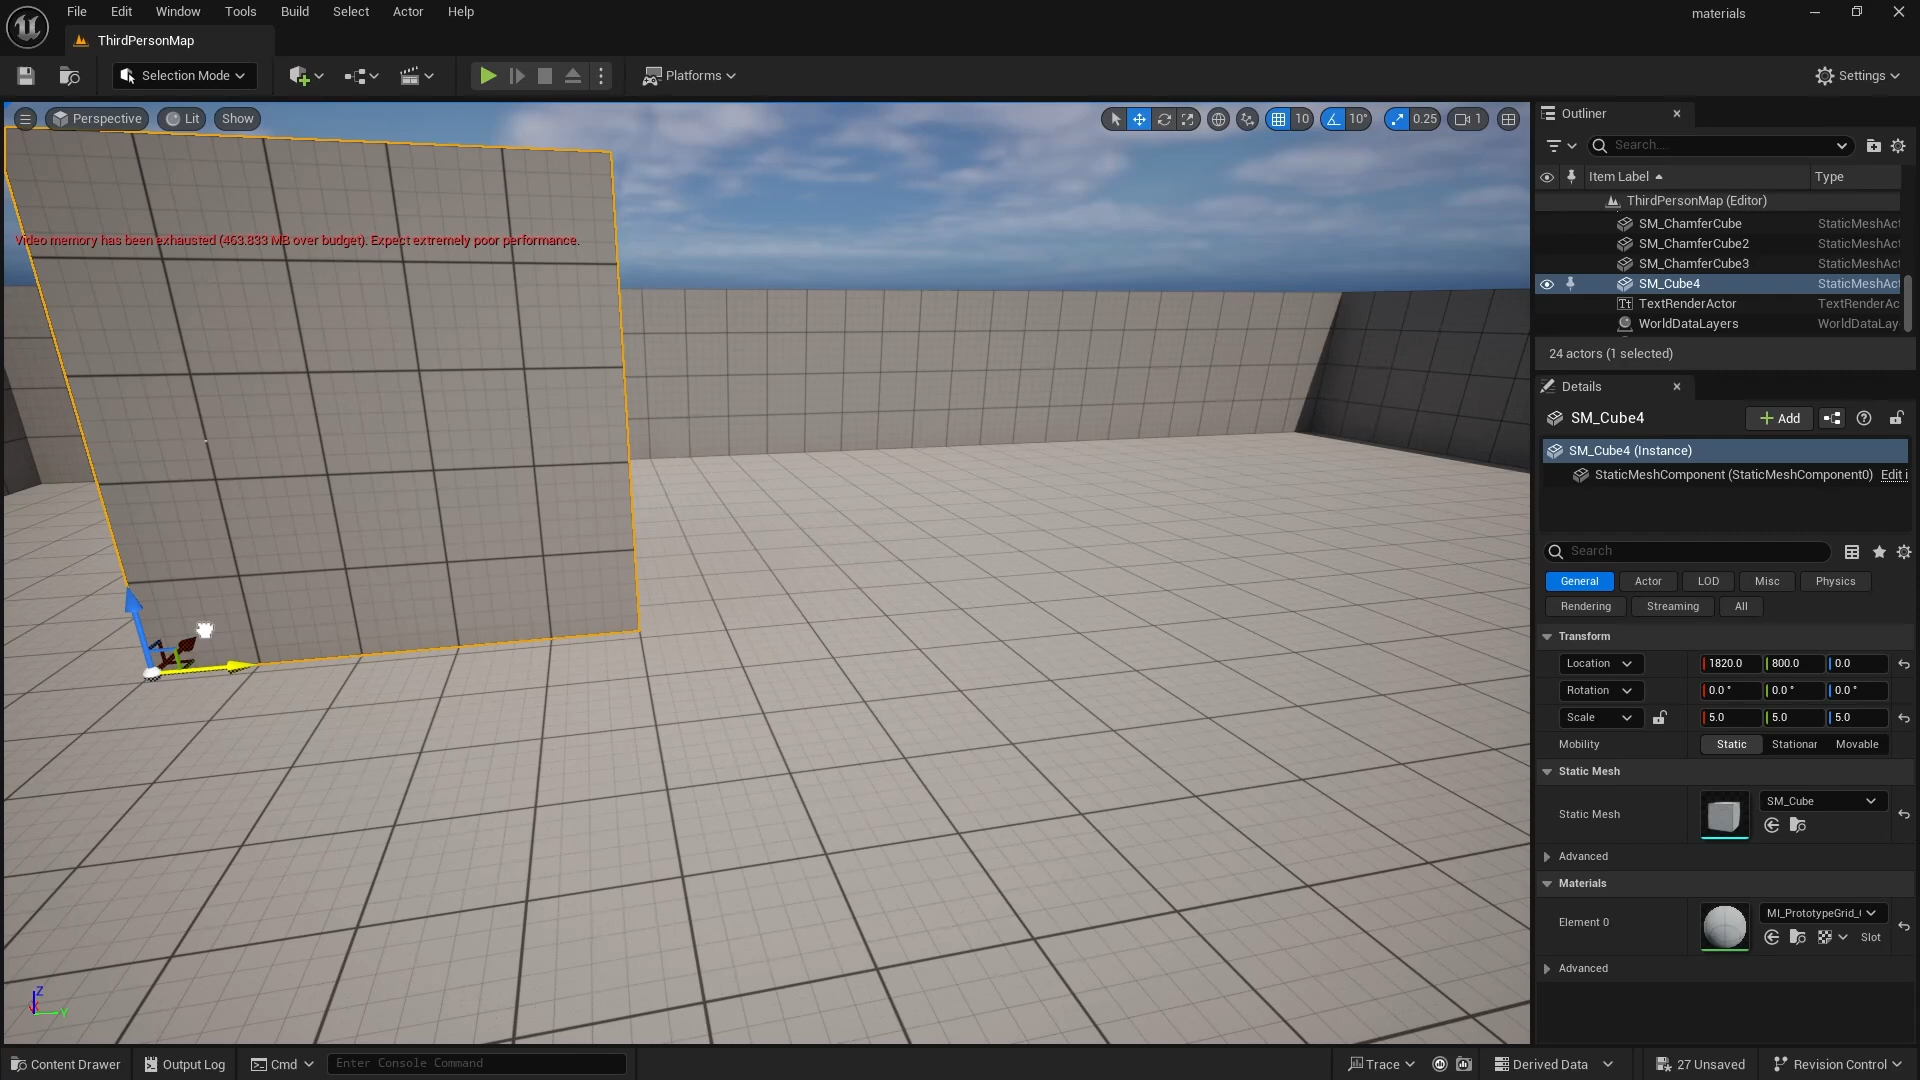 File Edit Window Tools Build Select Actor Help
materials
ThirdPersonMap
Selection Mode
Platforms
Settings
Perspective Lit Show
10 10° 0.25 1
Video memory has been exhausted (463.833 MB over budget). Expect extremely poor performance.
Z
Y
Outliner
Search...
Item Label Type
ThirdPersonMap (Editor)
SM_ChamferCube StaticMeshAct
SM_ChamferCube2 StaticMeshAct
SM_ChamferCube3 StaticMeshAct
SM_Cube4 StaticMeshAct
TextRenderActor TextRenderAc
WorldDataLayers WorldDataLay
24 actors (1 selected)
Details
SM_Cube4 Add
SM_Cube4 (Instance)
StaticMeshComponent (StaticMeshComponent0) Edit i
Search
General Actor LOD Misc Physics
Rendering Streaming All
Transform
Location 1820.0 800.0 0.0
Rotation 0.0 ° 0.0 ° 0.0 °
Scale 5.0 5.0 5.0
Mobility Static Stationar Movable
Static Mesh
Static Mesh SM_Cube
Advanced
Materials
Element 0 MI_PrototypeGrid_
Slot
Advanced
Content Drawer Output Log Cmd Enter Console Command Trace Derived Data 27 Unsaved Revision Control